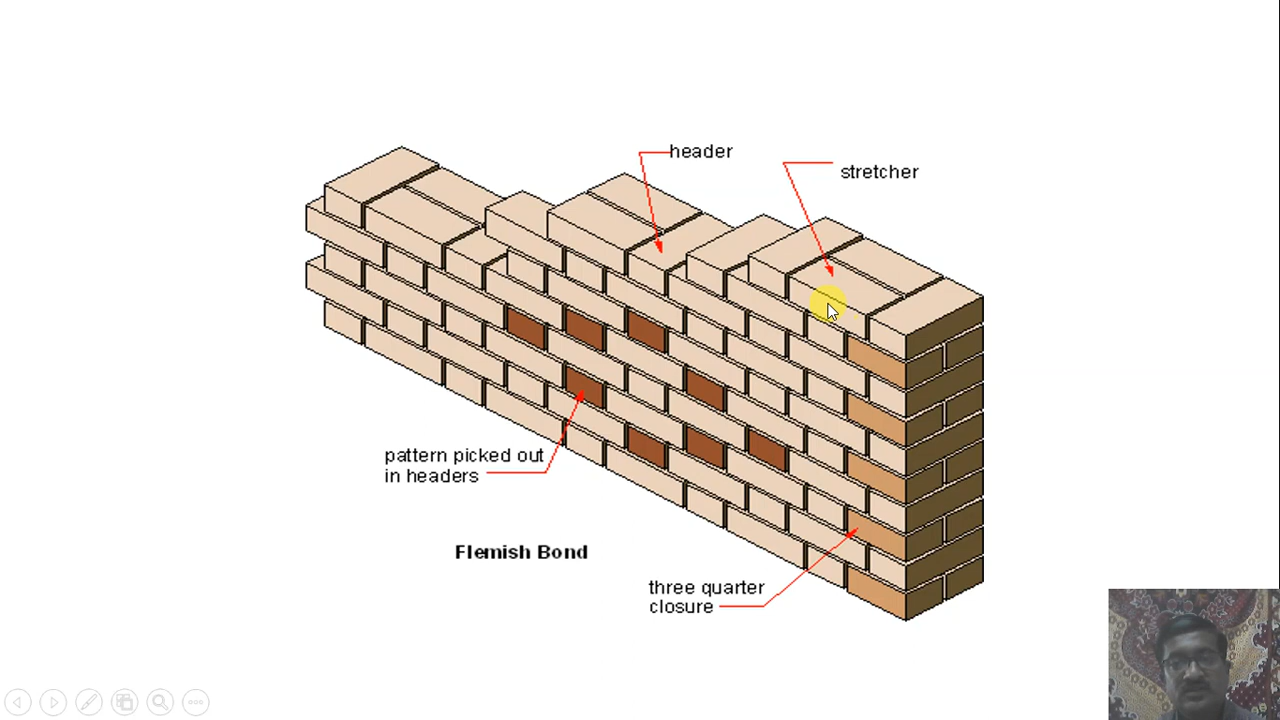 header
stretcher
pattern picked out
in headers
Flemish Bond
three quarter
closure